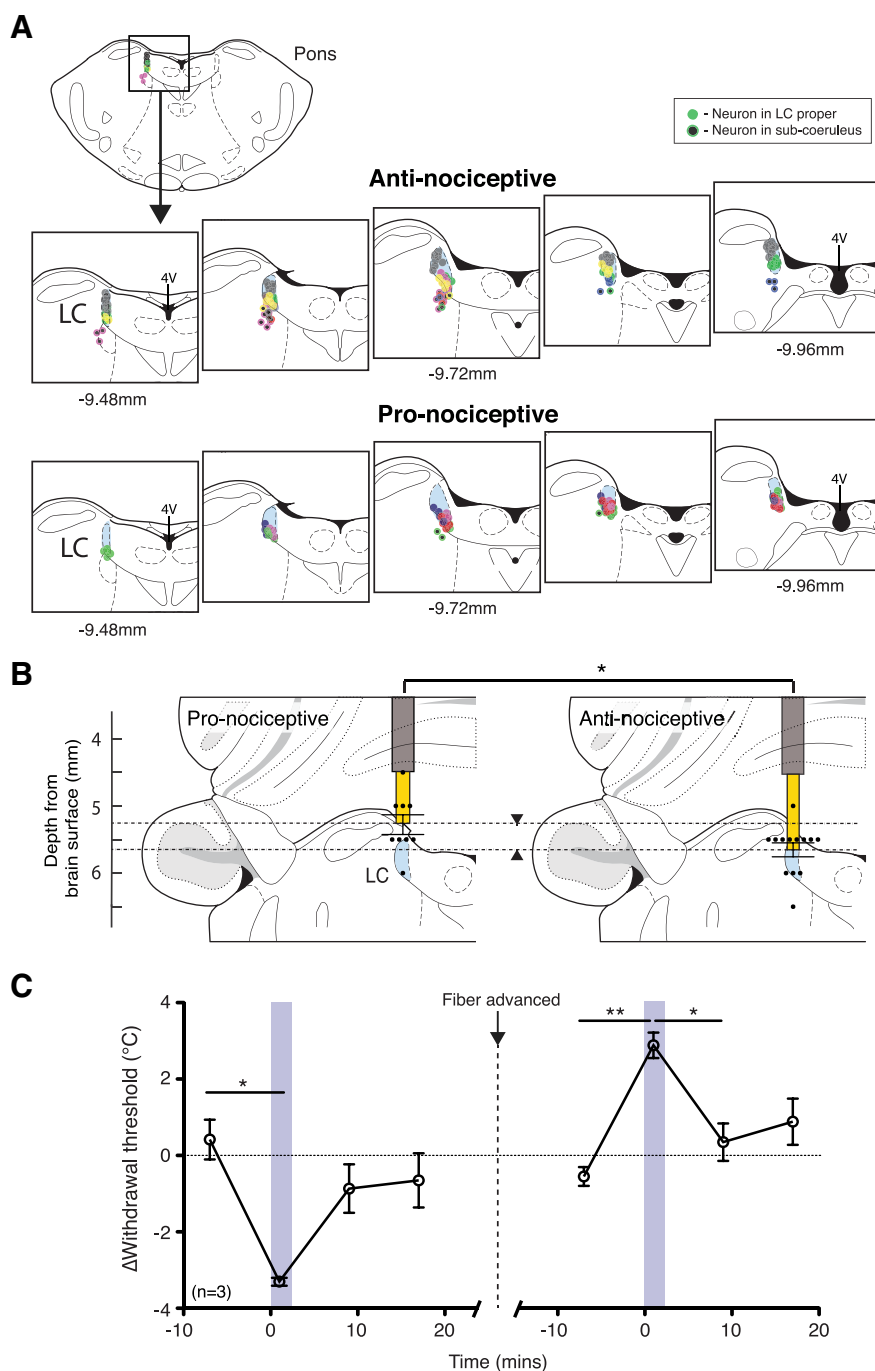 A
Pons
- Neuron in LC proper
- Neuron in sub-coeruleus
Anti-nociceptive
4V
4V
LC
-9.48mm
-9.72mm
-9.96mm
Pro-nociceptive
4V
4V
LC
-9.48mm
-9.72mm
-9.96mm
B
*
Pro-nociceptive
Anti-nociceptive
Depth from
brain surface (mm)
4
5
6
LC
C
ΔWithdrawal threshold (°C)
4
2
0
-2
-4
Fiber advanced
*
**
*
(n=3)
-10
0
10
20
-10
0
10
20
Time (mins)